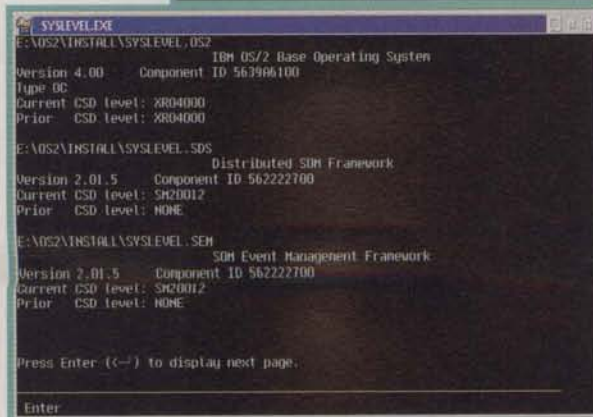 SYSLEVEL.EXE
E:\OS2\INSTALL\SYSLEVEL.OS2
IBM OS/2 Base Operating System
Version 4.00 Component ID 5639A6100
Type 0C
Current CSD level: XR04000
Prior CSD level: XR04000
E:\OS2\INSTALL\SYSLEVEL.SDS
Distributed SOM Framework
Version 2.01.5 Component ID 562222700
Current CSD level: SM20012
Prior CSD level: NONE
E:\OS2\INSTALL\SYSLEVEL.SEM
SOM Event Management Framework
Version 2.01.5 Component ID 562222700
Current CSD level: SM20012
Prior CSD level: NONE
Press Enter (<─┘) to display next page.
Enter